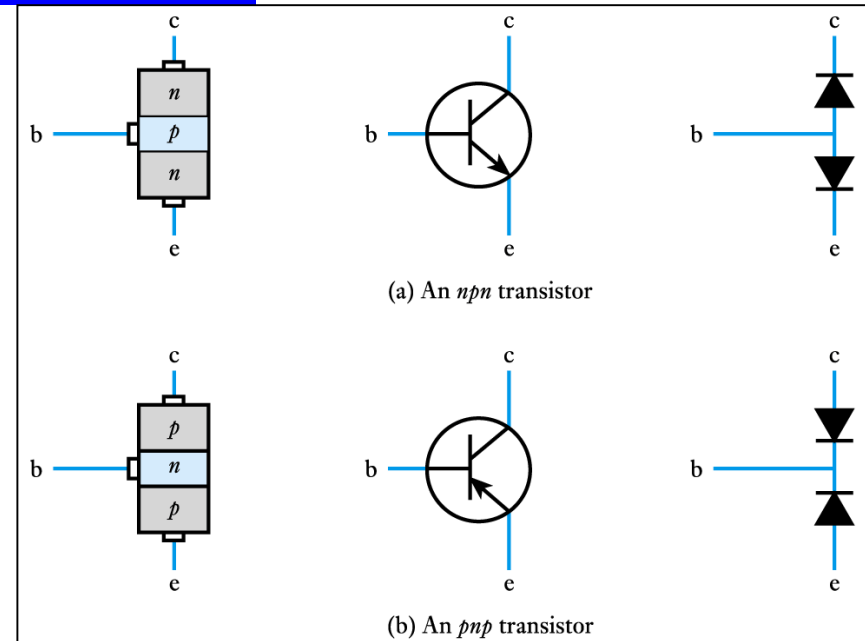 c c c
n
b p b b
n
e e e
(a) An npn transistor
c c c
p
b n b b
p
e e e
(b) An pnp transistor